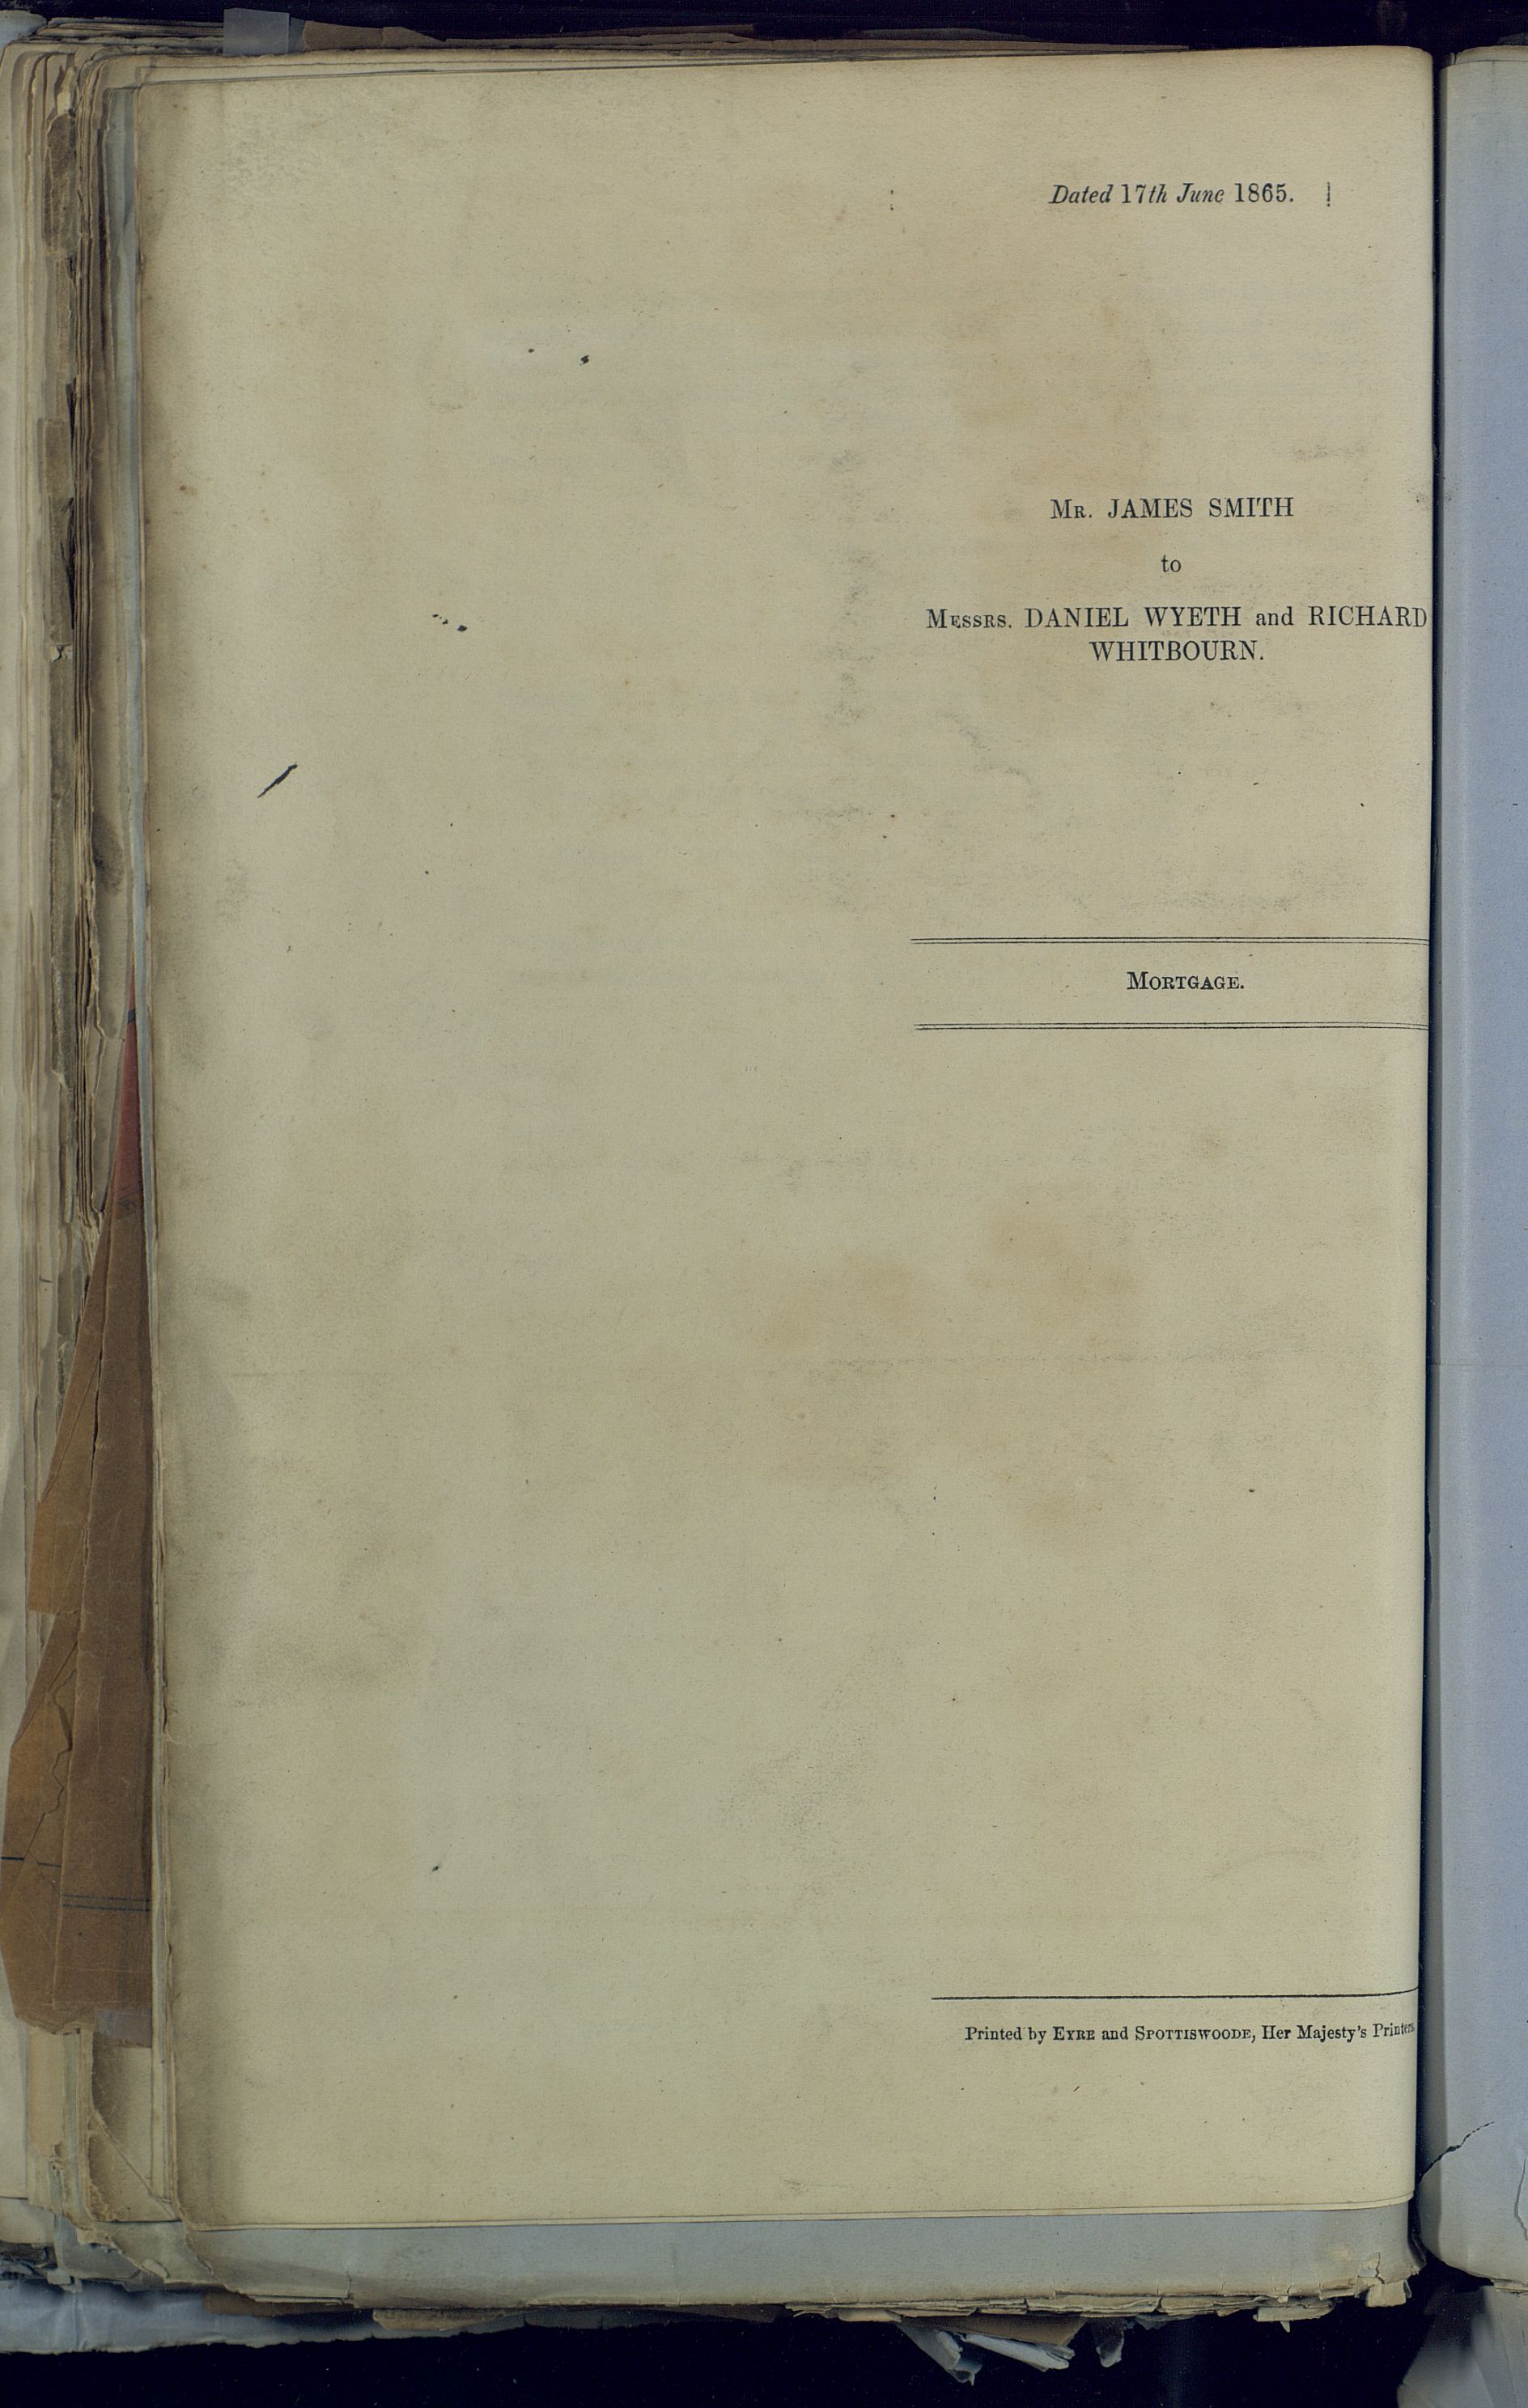 Dated 17th June 1865.
Mr. JAMES SMITH
to
Messrs. DANIEL WYETH and RICHARD
WHITBOURN.
Mortgage.
Printed by Eyre and Spottiswoode, Her Majesty's Printers